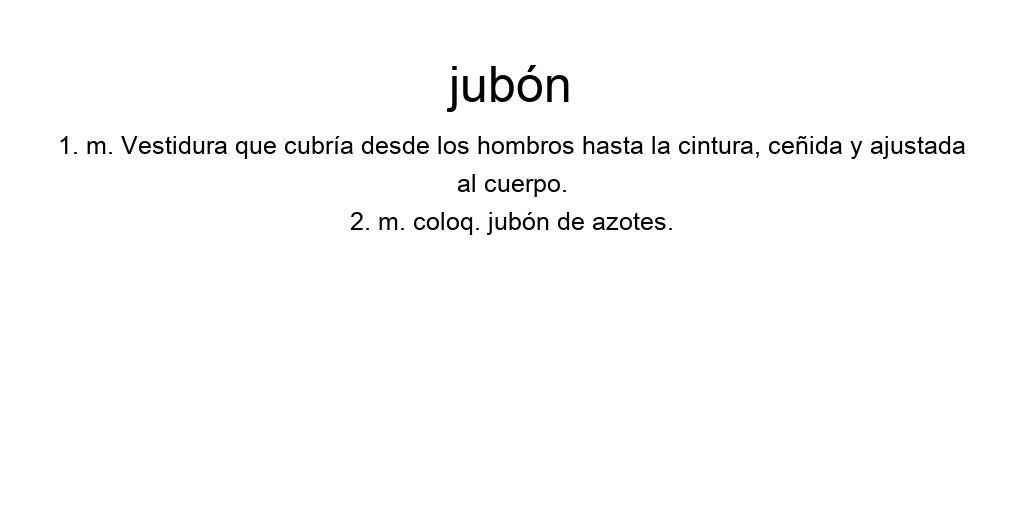 jubón
1. m. Vestidura que cubría desde los hombros hasta la cintura, ceñida y ajustada
al cuerpo.
2. m. coloq. jubón de azotes.